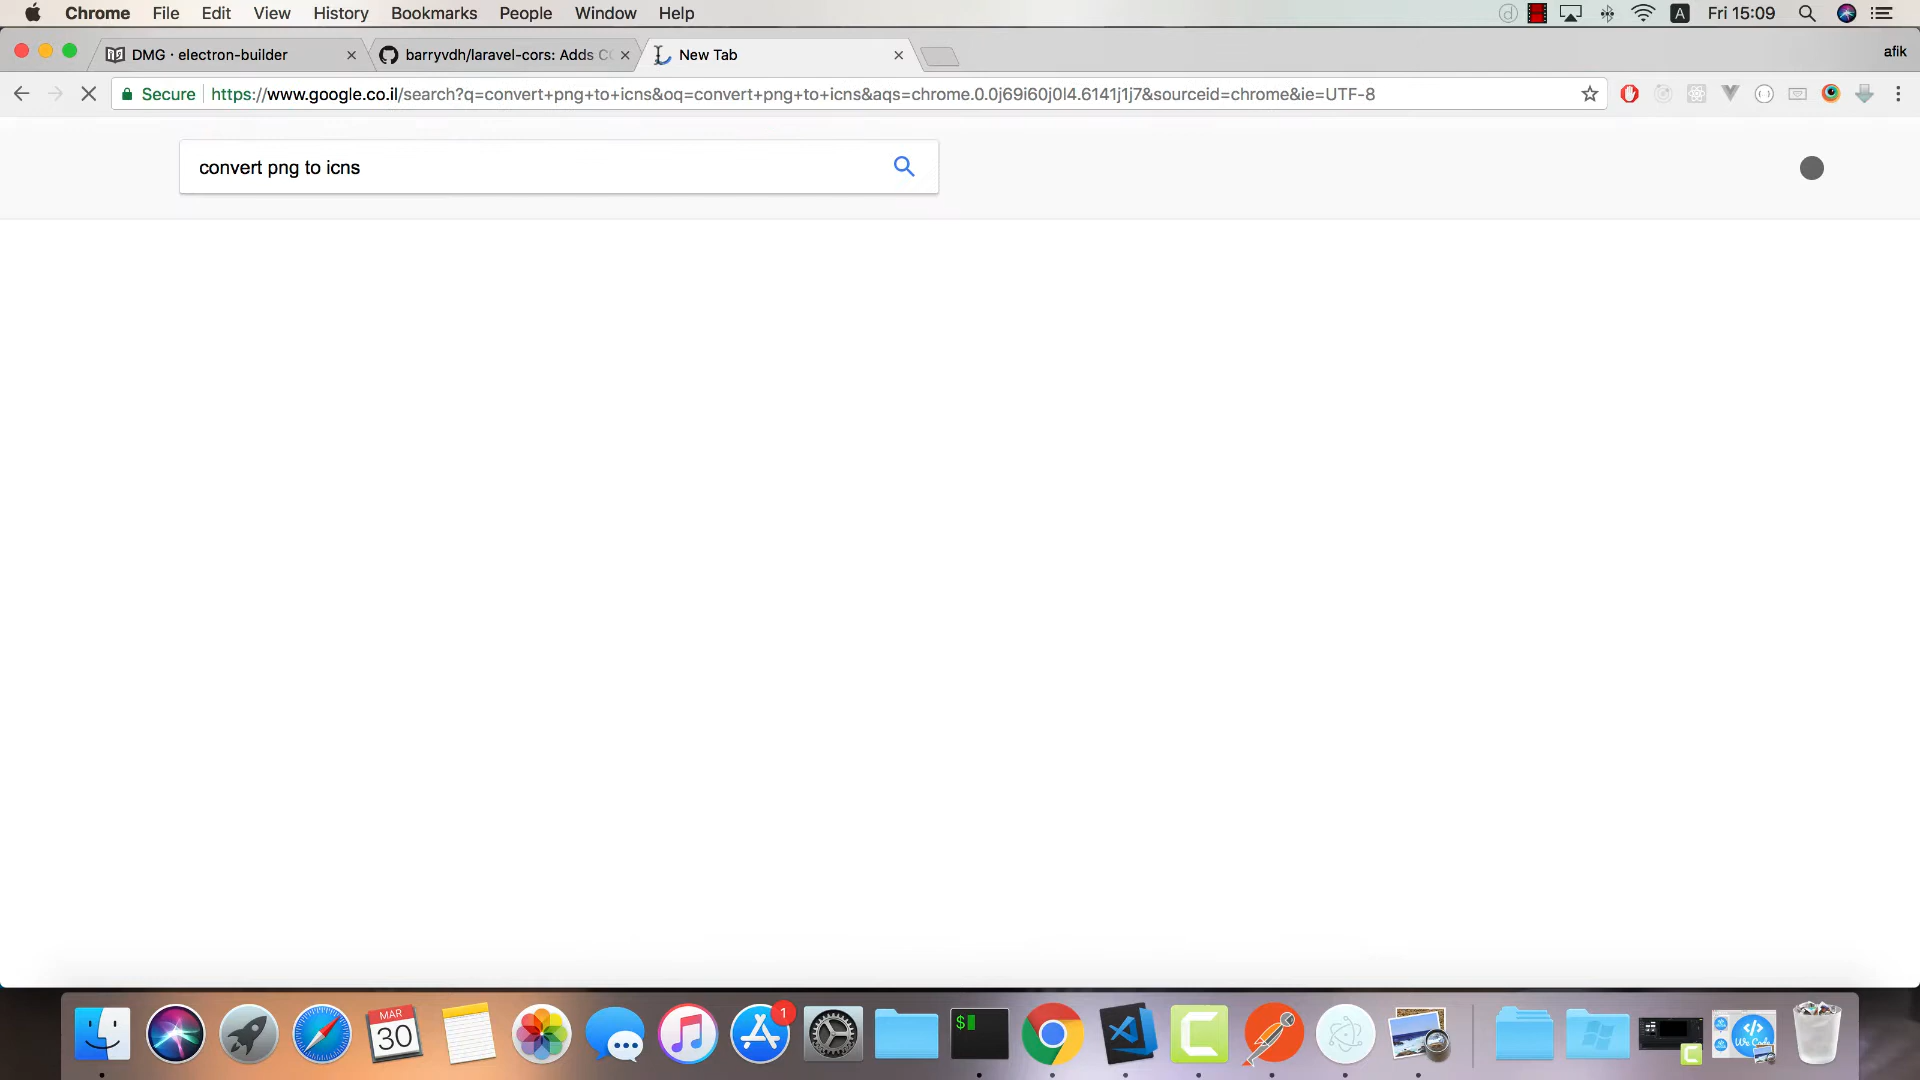 Chrome File Edit View History Bookmarks People Window Help
A Fri 15:09
DMG · electron-builder
barryvdh/laravel-cors: Adds C
New Tab
afik
Secure https://www.google.co.il/search?q=convert+png+to+icns&oq=convert+png+to+icns&aqs=chrome.0.0j69i60j0l4.6141j1j7&sourceid=chrome&ie=UTF-8
convert png to icns
MAR
30
1
$
We Code